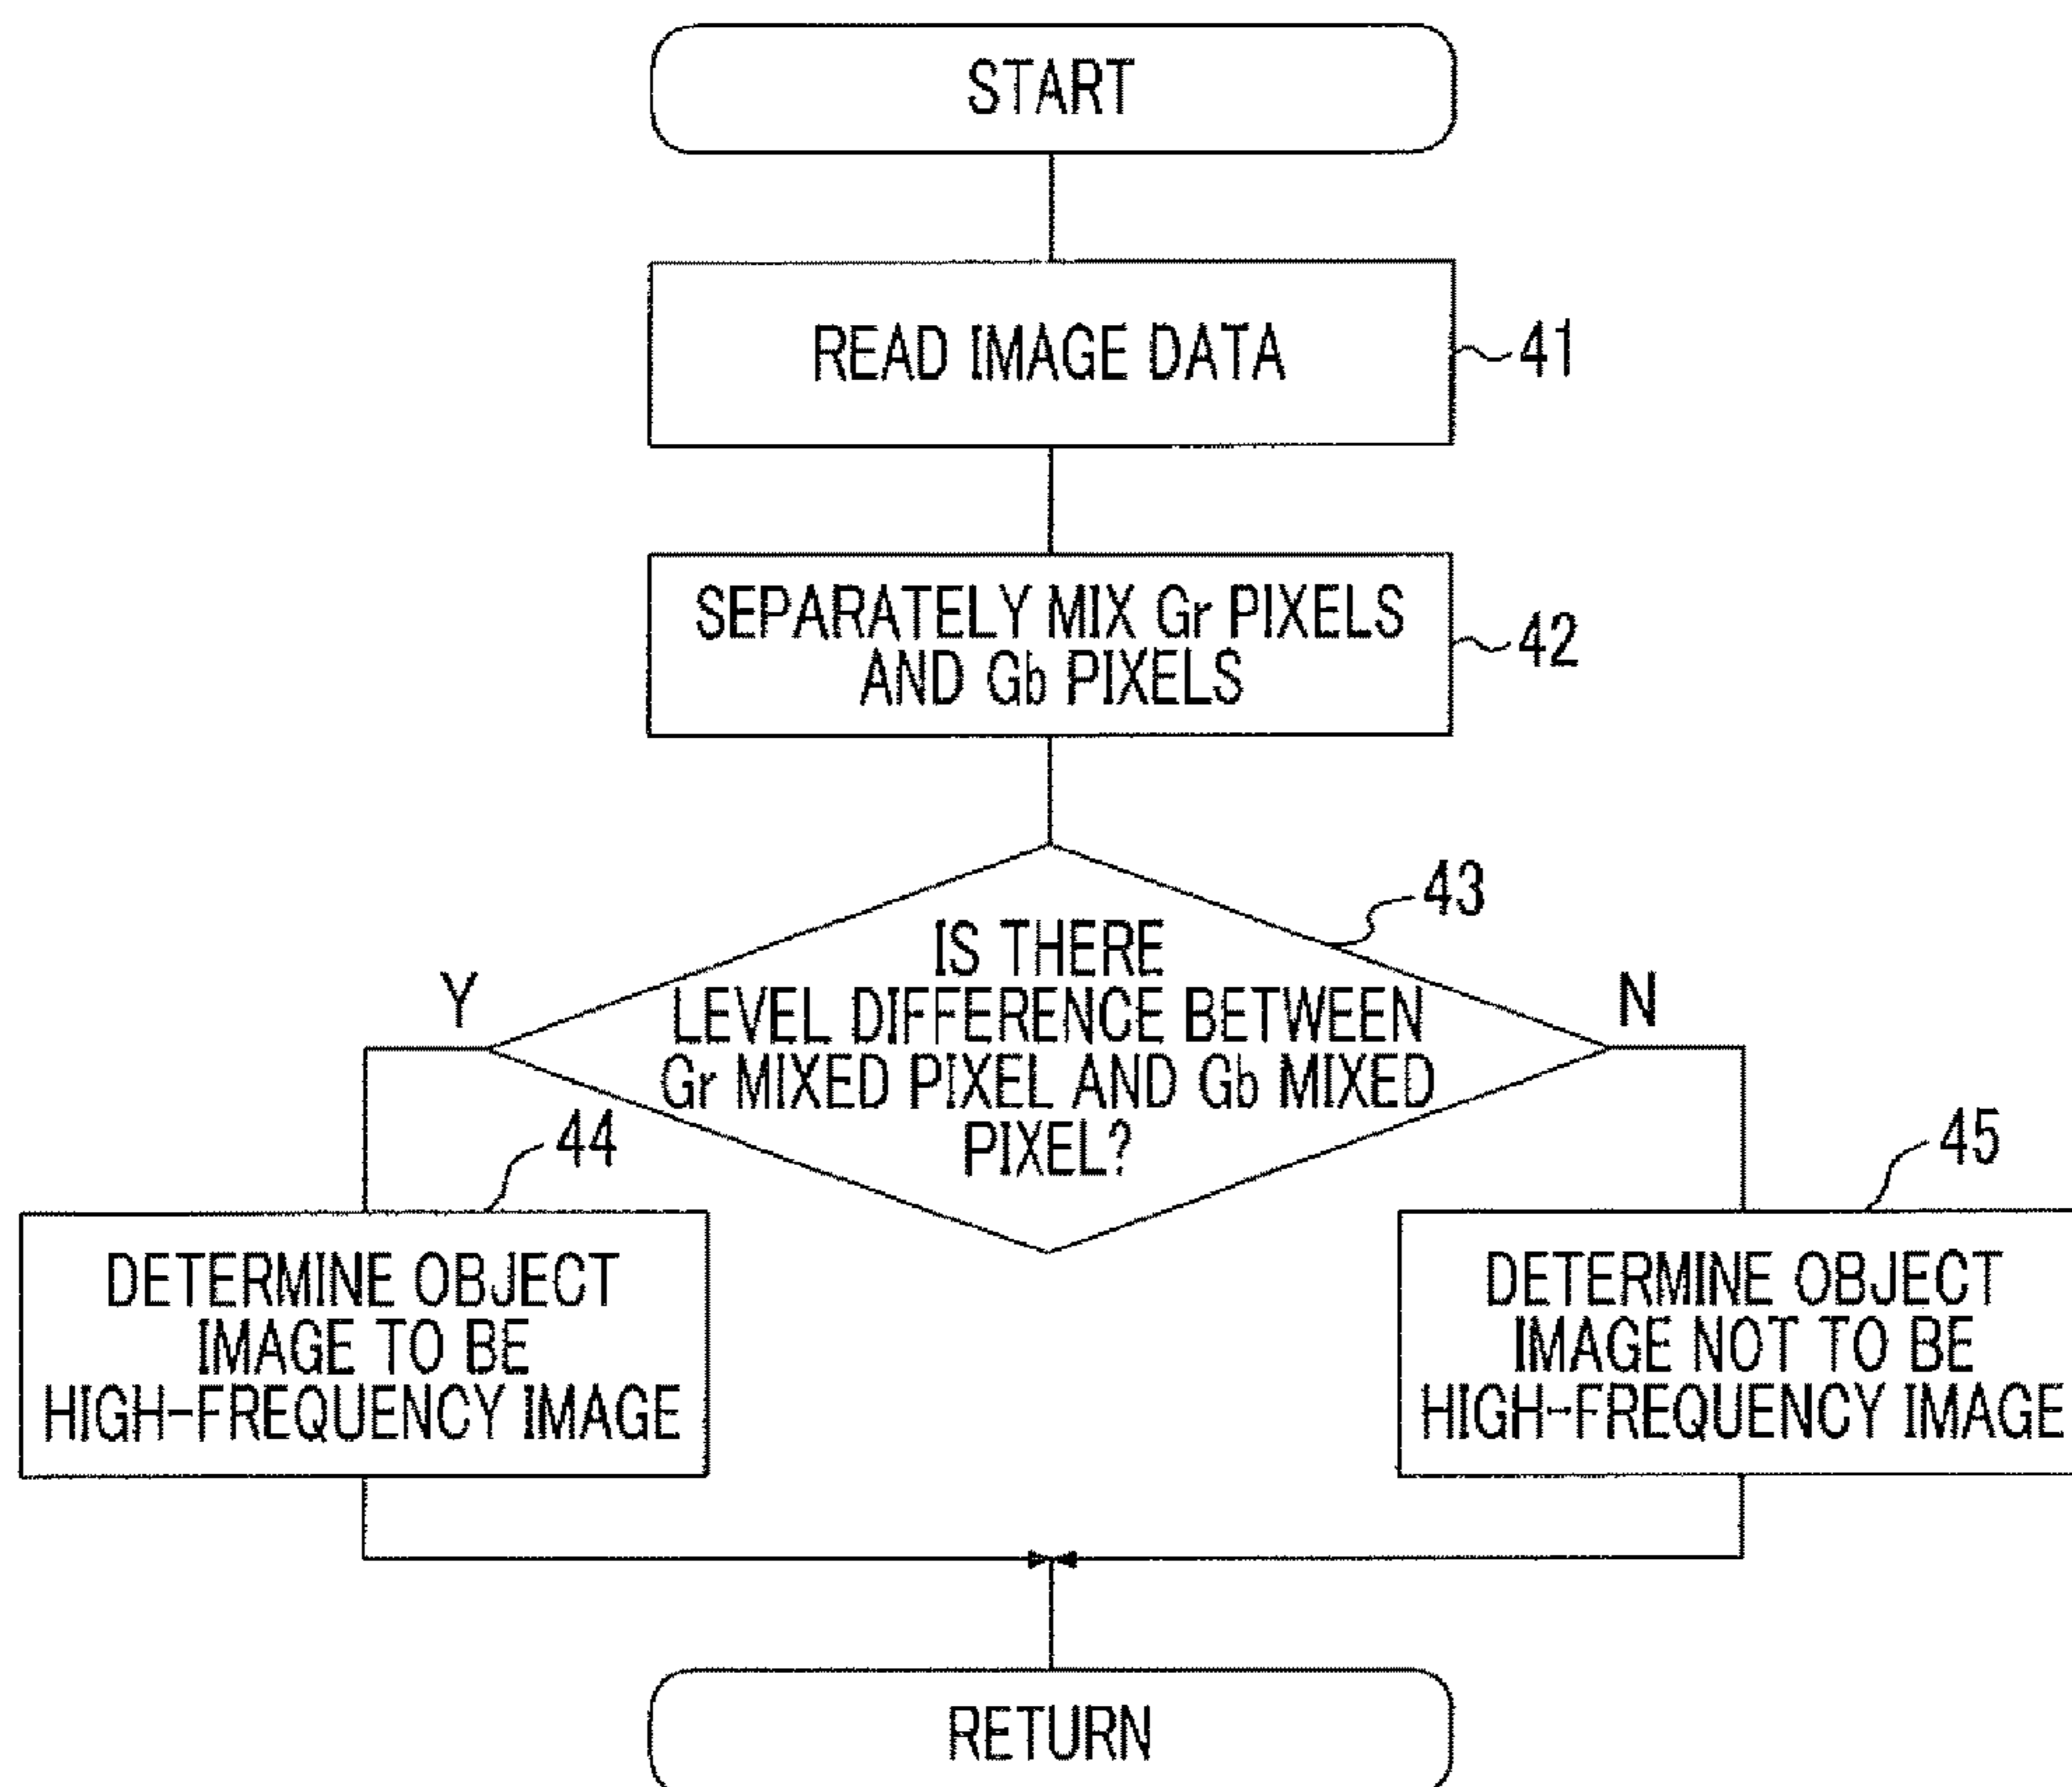 START
READ IMAGE DATA
41
SEPARATELY MIX Gr PIXELS
AND Gb PIXELS
42
43
IS THERE
LEVEL DIFFERENCE BETWEEN
Gr MIXED PIXEL AND Gb MIXED
PIXEL?
Y
N
44
DETERMINE OBJECT
IMAGE TO BE
HIGH-FREQUENCY IMAGE
45
DETERMINE OBJECT
IMAGE NOT TO BE
HIGH-FREQUENCY IMAGE
RETURN